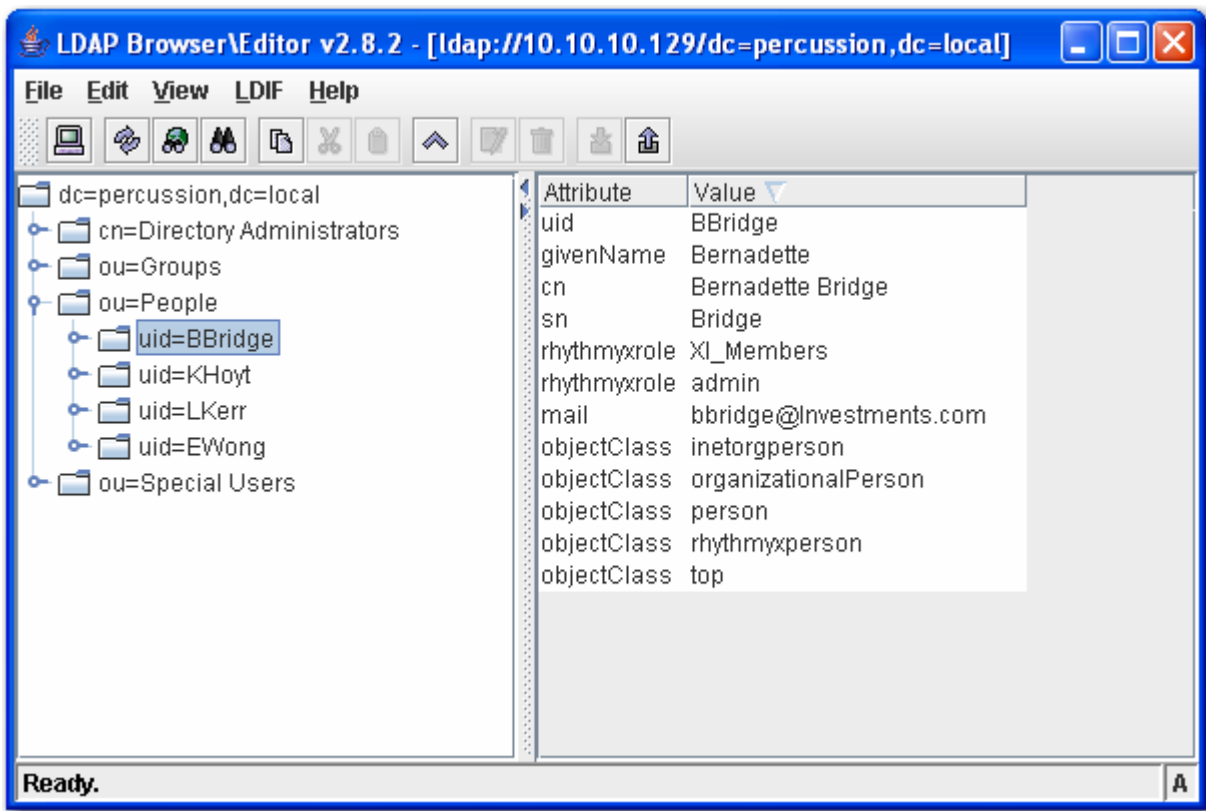 LDAP Browser\Editor v2.8.2 - [ldap://10.10.10.129/dc=percussion,dc=local]
File Edit View LDIF Help
dc=percussion,dc=local
cn=Directory Administrators
ou=Groups
ou=People
uid=BBridge
uid=KHoyt
uid=LKerr
uid=EWong
ou=Special Users
Attribute Value
uid BBridge
givenName Bernadette
cn Bernadette Bridge
sn Bridge
rhythmyxrole XI_Members
rhythmyxrole admin
mail bbridge@Investments.com
objectClass inetorgperson
objectClass organizationalPerson
objectClass person
objectClass rhythmyxperson
objectClass top
Ready. A